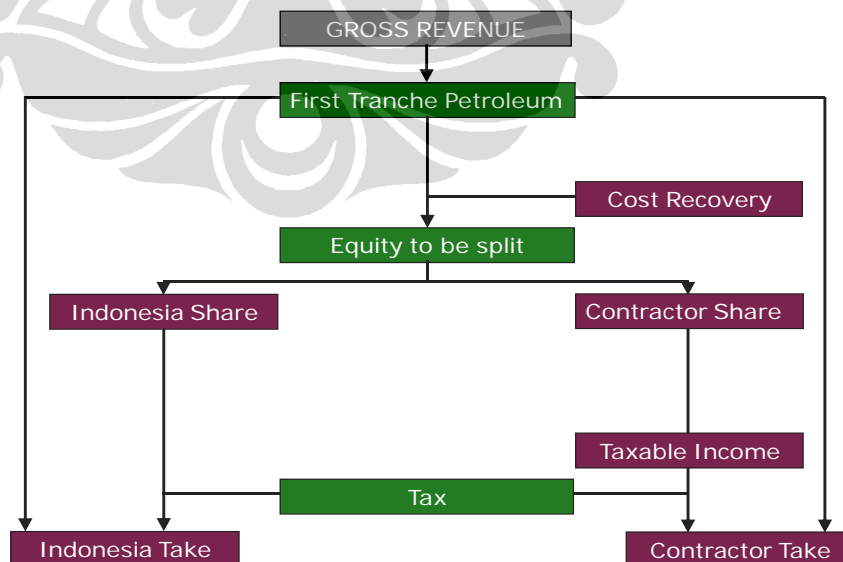 GROSS REVENUE
First Tranche Petroleum
Cost Recovery
Equity to be split
Indonesia Share
Contractor Share
Taxable Income
Tax
Indonesia Take
Contractor Take